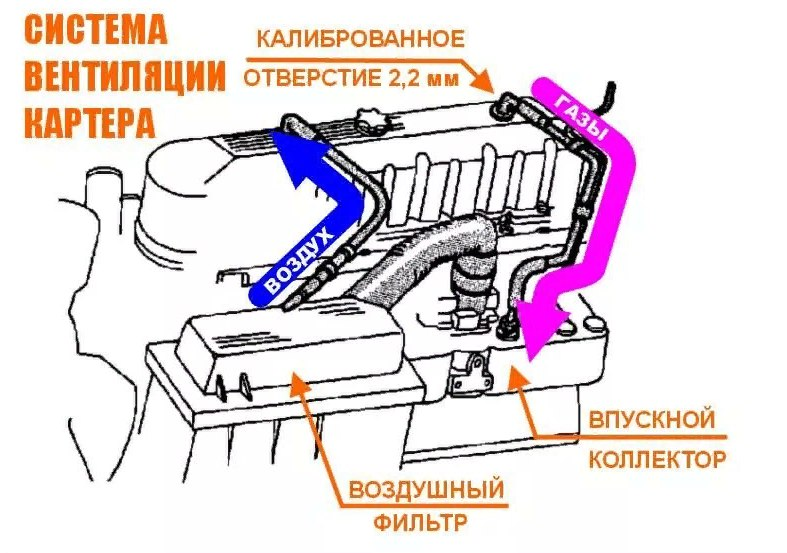 СИСТЕМА
ВЕНТИЛЯЦИИ
КАРТЕРА
КАЛИБРОВАННОЕ
ОТВЕРСТИЕ 2,2 мм
ГАЗЫ
ВОЗДУХ
ВПУСКНОЙ
КОЛЛЕКТОР
ВОЗДУШНЫЙ
ФИЛЬТР